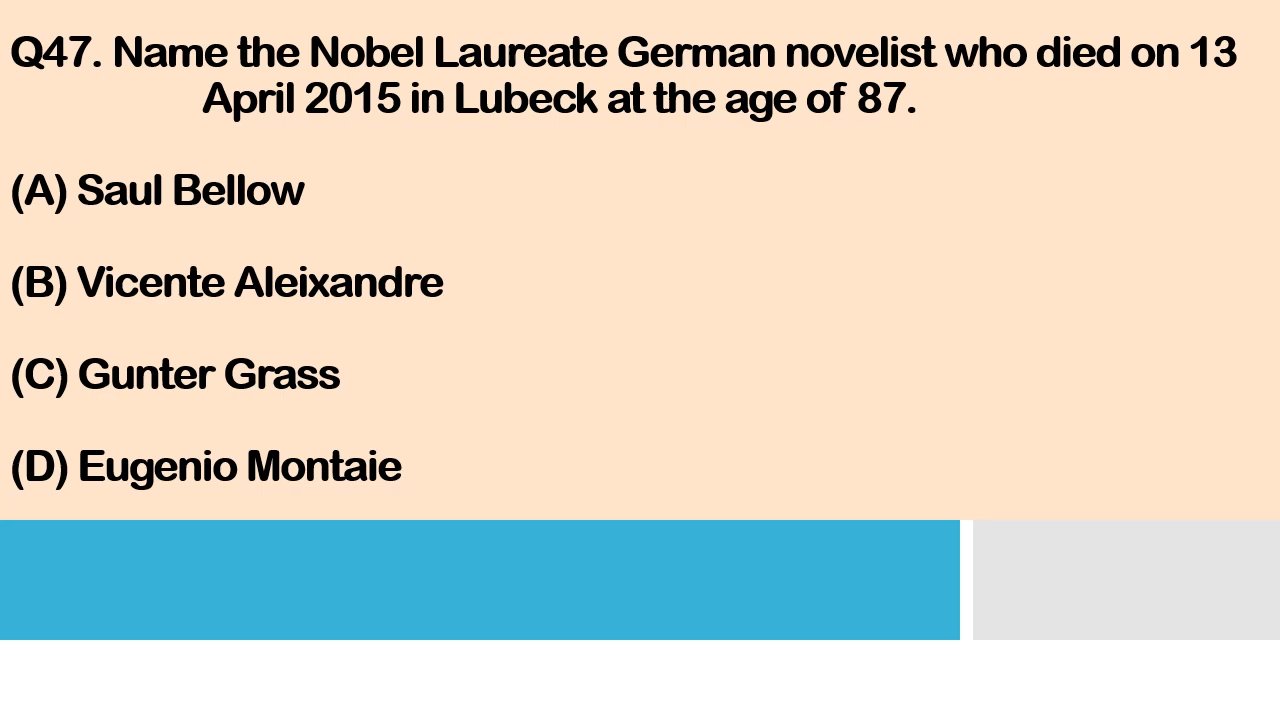 Q47. Name the Nobel Laureate German novelist who died on 13
April 2015 in Lubeck at the age of 87.
(A) Saul Bellow
(B) Vicente Aleixandre
(C) Gunter Grass
(D) Eugenio Montaie